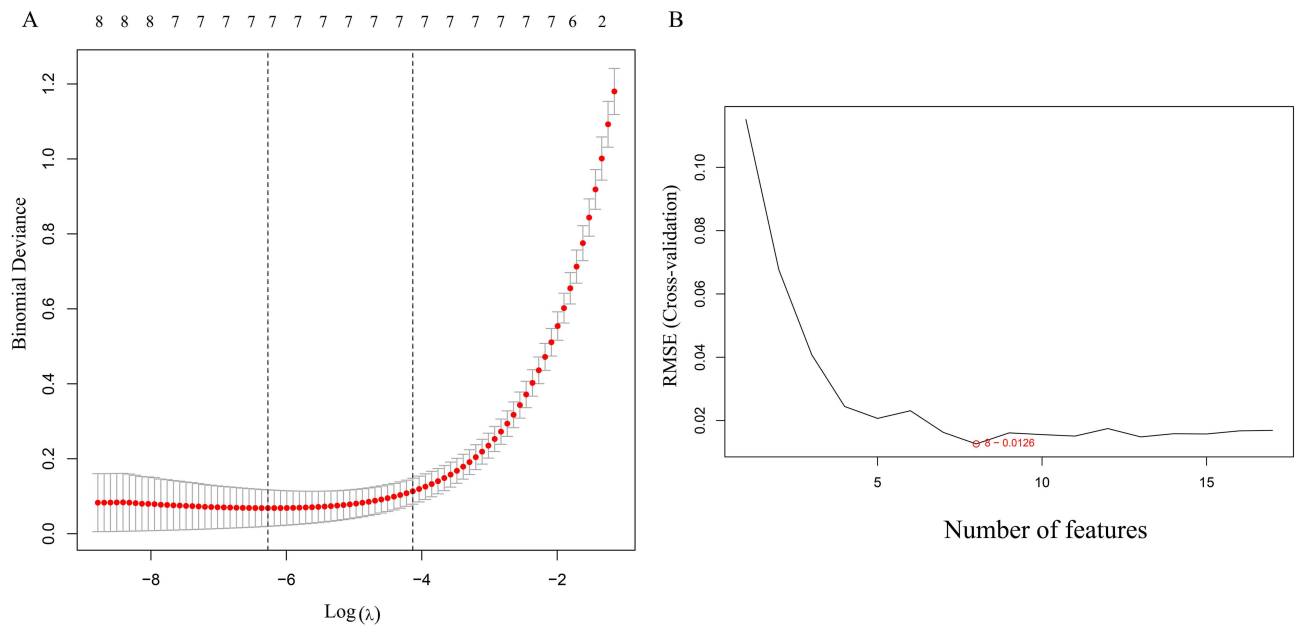 A
8 8 8 7 7 7 7 7 7 7 7 7 7 7 7 7 7 7 7 6 2
1.2
1.0
0.8
0.6
0.4
0.2
0.0
Binomial Deviance
−8 −6 −4 −2
Log(λ)
B
0.10
0.08
0.06
0.04
0.02
RMSE (Cross-validation)
8 − 0.0126
5 10 15
Number of features